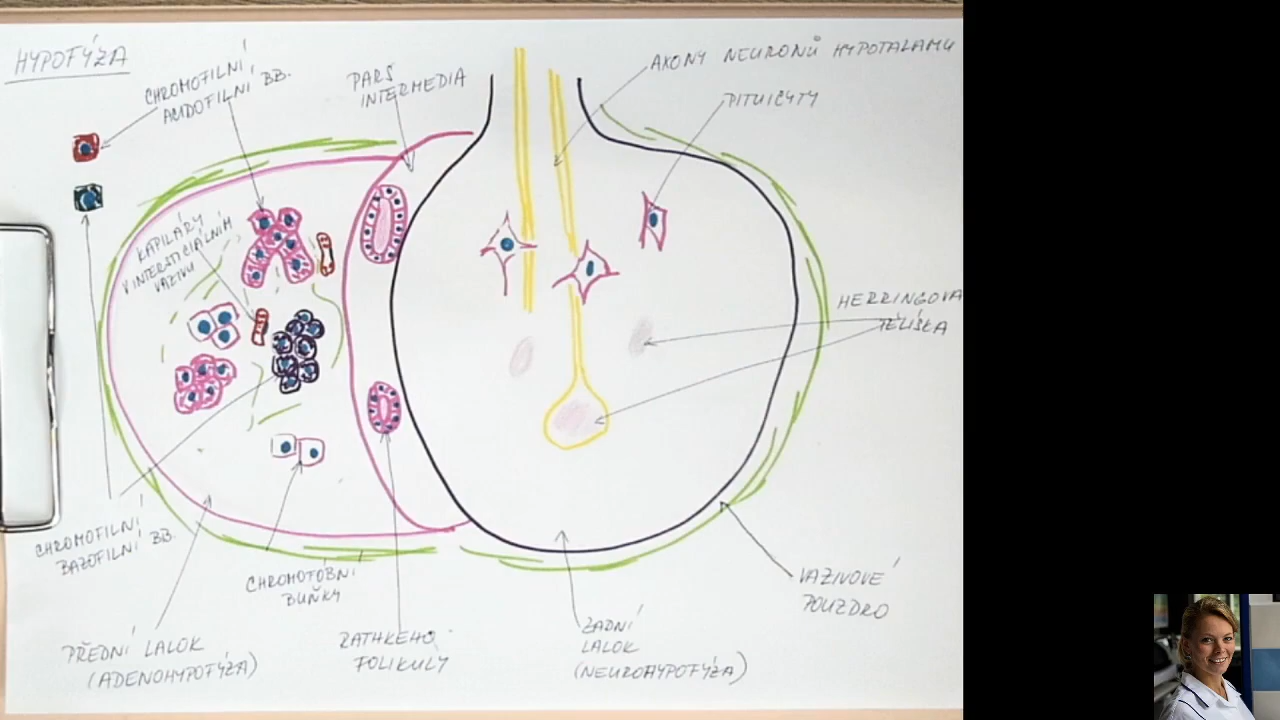 HYPOFÝZA
CHROMOFILNÍ
ACIDOFILNÍ BB.
PARS
INTERMEDIA
AXONY NEURONŮ HYPOTALAMU
PITUICYTY
KAPILÁRY
V INTERSTICIÁLNÍM
VAZIVU
HERRINGOVA
TĚLÍSKA
CHROMOFILNÍ
BAZOFILNÍ BB.
CHROMOFOBNÍ
BUŇKY
VAZIVOVÉ
POUZDRO
PŘEDNÍ LALOK
(ADENOHYPOFÝZA)
RATHKEHO
FOLIKULY
ZADNÍ
LALOK
(NEUROHYPOFÝZA)